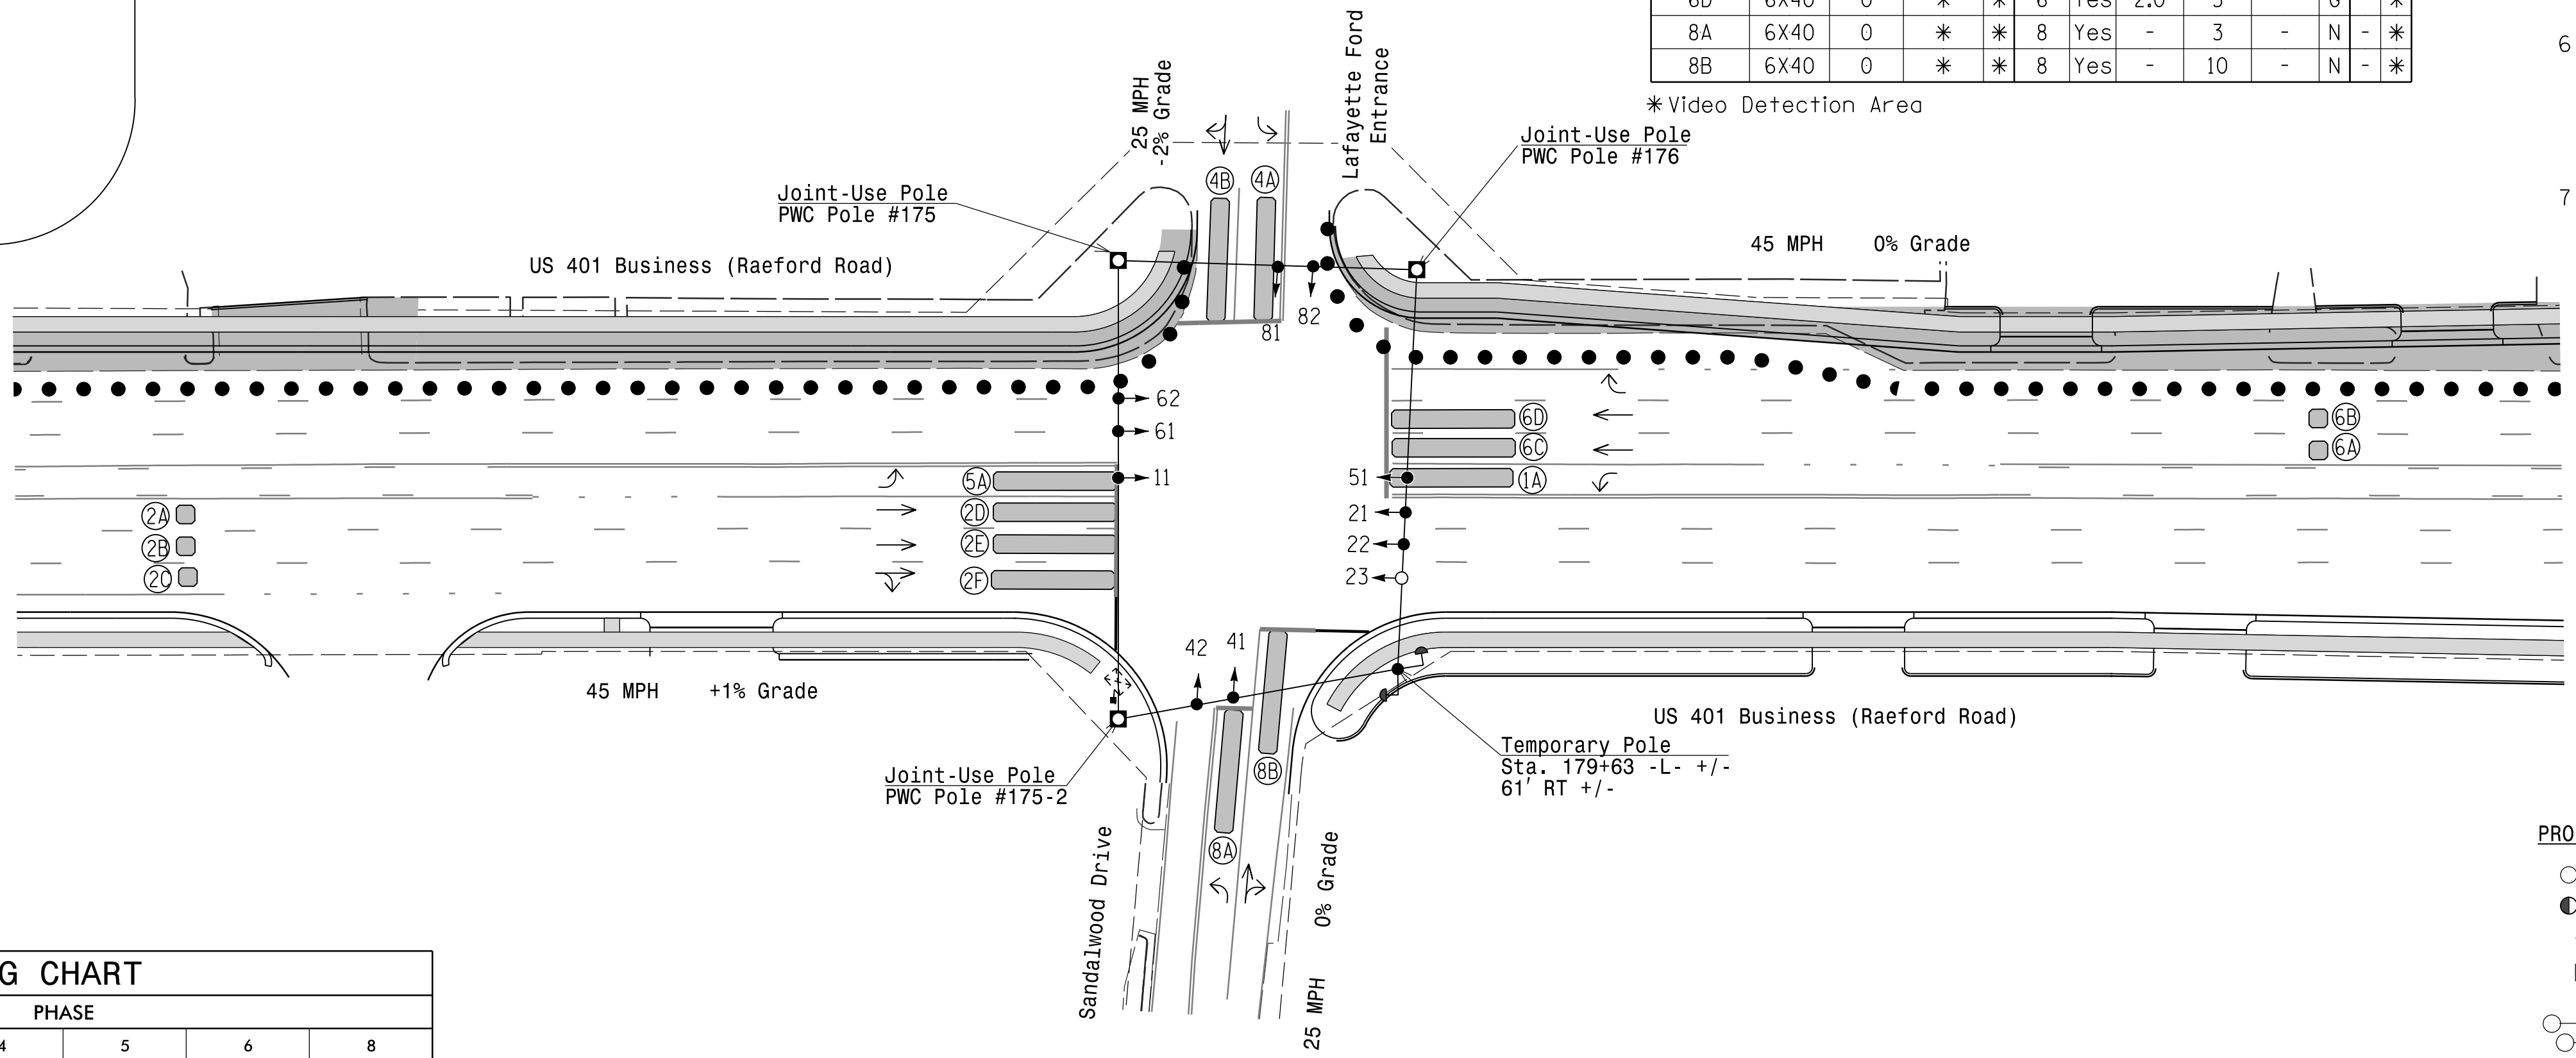 6D 6X40 0 * * 6 Yes 2.0 3 G *
8A 6X40 0 * * 8 Yes - 3 - N - *
8B 6X40 0 * * 8 Yes - 10 - N - *
* Video Detection Area
6
7
25 MPH
-2% Grade
Lafayette Ford
Entrance
Joint-Use Pole
PWC Pole #176
Joint-Use Pole
PWC Pole #175
4B
4A
US 401 Business (Raeford Road)
45 MPH 0% Grade
81
82
62
61
11
6D
6C
1A
6B
6A
51
21
22
23
5A
2D
2E
2F
2A
2B
2C
42
41
45 MPH +1% Grade
US 401 Business (Raeford Road)
Temporary Pole
Sta. 179+63 -L- +/-
61' RT +/-
Joint-Use Pole
PWC Pole #175-2
8B
8A
Sandalwood Drive
25 MPH 0% Grade
PRO
G CHART
PHASE
4 5 6 8